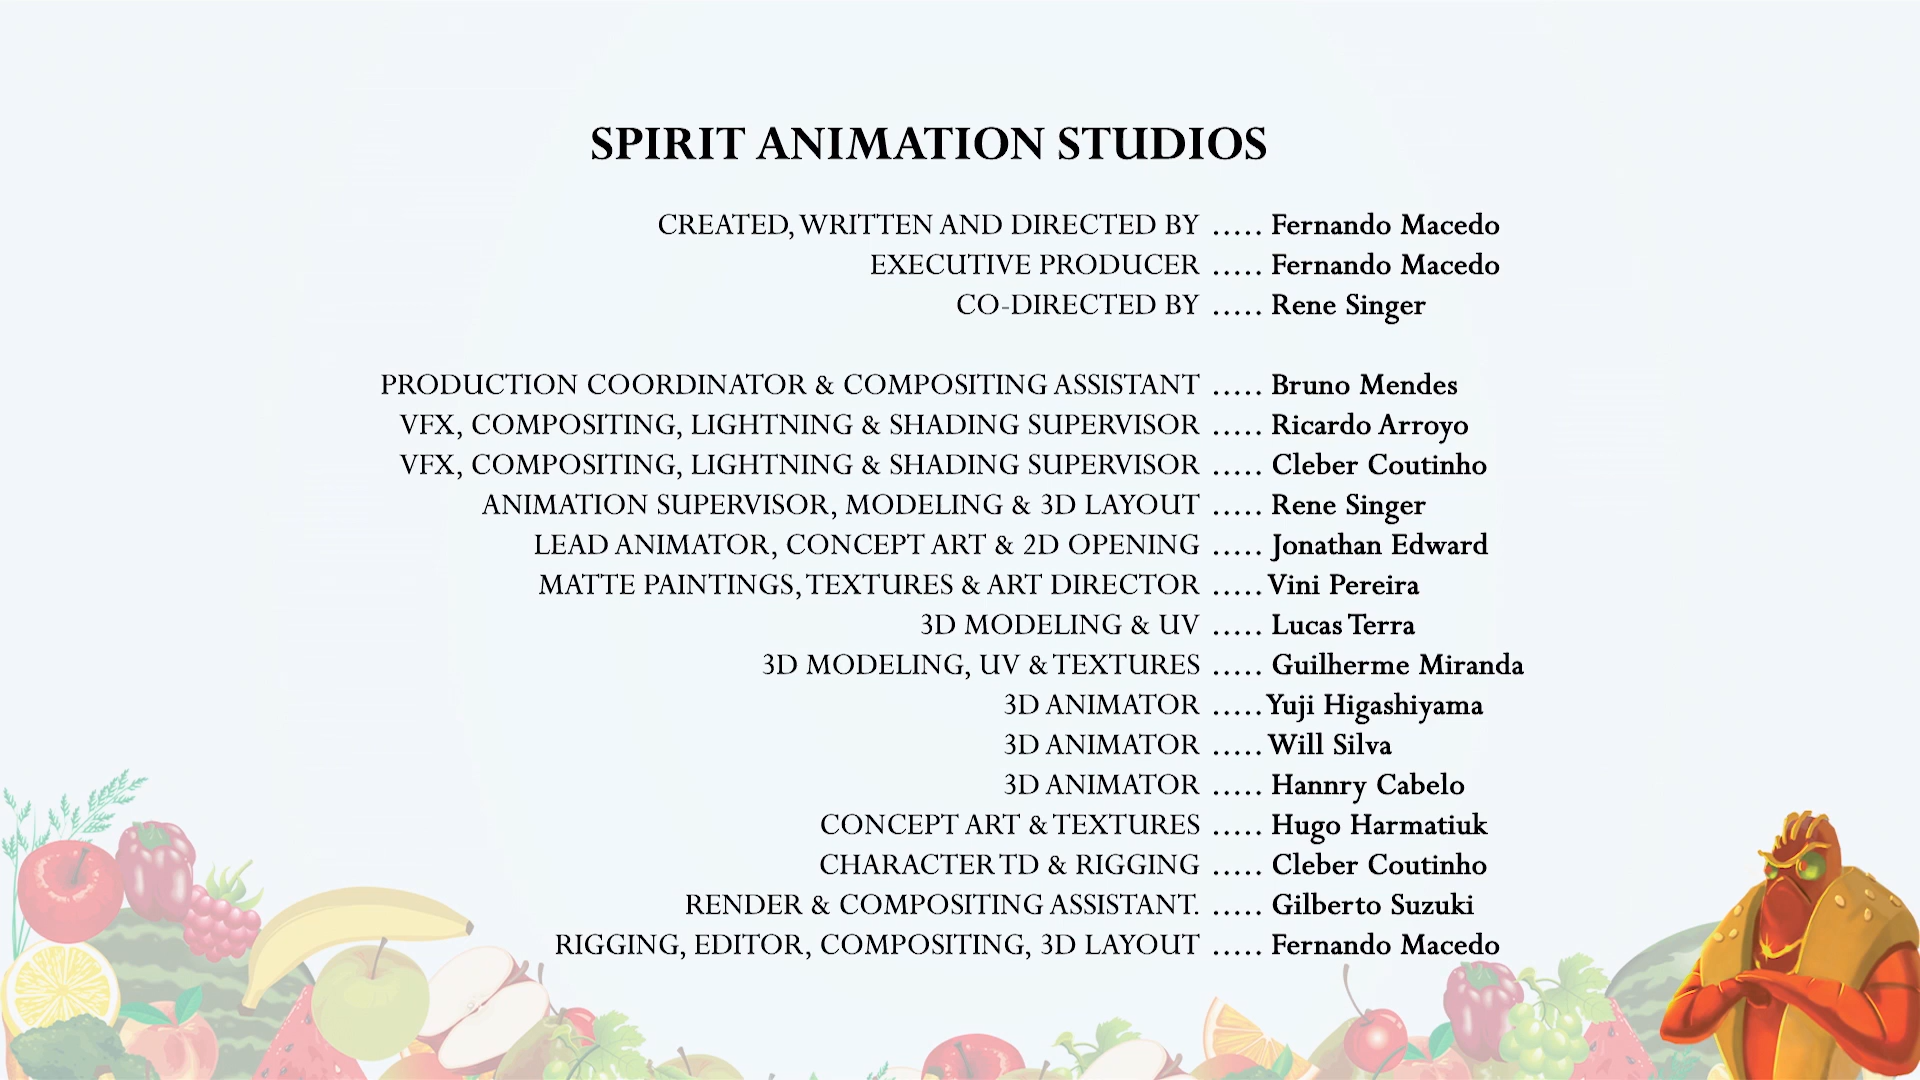 SPIRIT ANIMATION STUDIOS
CREATED, WRITTEN AND DIRECTED BY ..... Fernando Macedo
EXECUTIVE PRODUCER ..... Fernando Macedo
CO-DIRECTED BY ..... Rene Singer
PRODUCTION COORDINATOR & COMPOSITING ASSISTANT ..... Bruno Mendes
VFX, COMPOSITING, LIGHTNING & SHADING SUPERVISOR ..... Ricardo Arroyo
VFX, COMPOSITING, LIGHTNING & SHADING SUPERVISOR ..... Cleber Coutinho
ANIMATION SUPERVISOR, MODELING & 3D LAYOUT ..... Rene Singer
LEAD ANIMATOR, CONCEPT ART & 2D OPENING ..... Jonathan Edward
MATTE PAINTINGS, TEXTURES & ART DIRECTOR ..... Vini Pereira
3D MODELING & UV ..... Lucas Terra
3D MODELING, UV & TEXTURES ..... Guilherme Miranda
3D ANIMATOR ..... Yuji Higashiyama
3D ANIMATOR ..... Will Silva
3D ANIMATOR ..... Hannry Cabelo
CONCEPT ART & TEXTURES ..... Hugo Harmatiuk
CHARACTER TD & RIGGING ..... Cleber Coutinho
RENDER & COMPOSITING ASSISTANT. ..... Gilberto Suzuki
RIGGING, EDITOR, COMPOSITING, 3D LAYOUT ..... Fernando Macedo